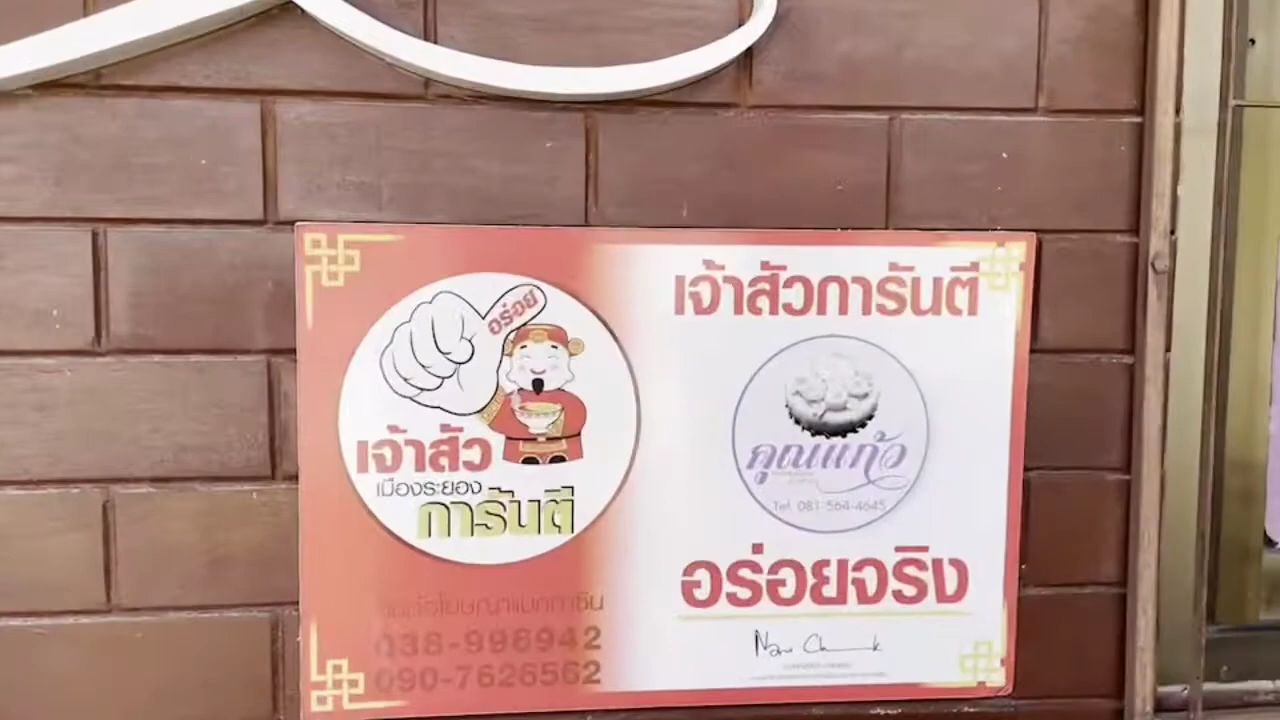 อร่อย
เจ้าสัว
เมืองระยอง
การันตี
038-996942
090-7626562
เจ้าสัวการันตี
คุณแก้ว
Tel. 081-564-4645
อร่อยจริง